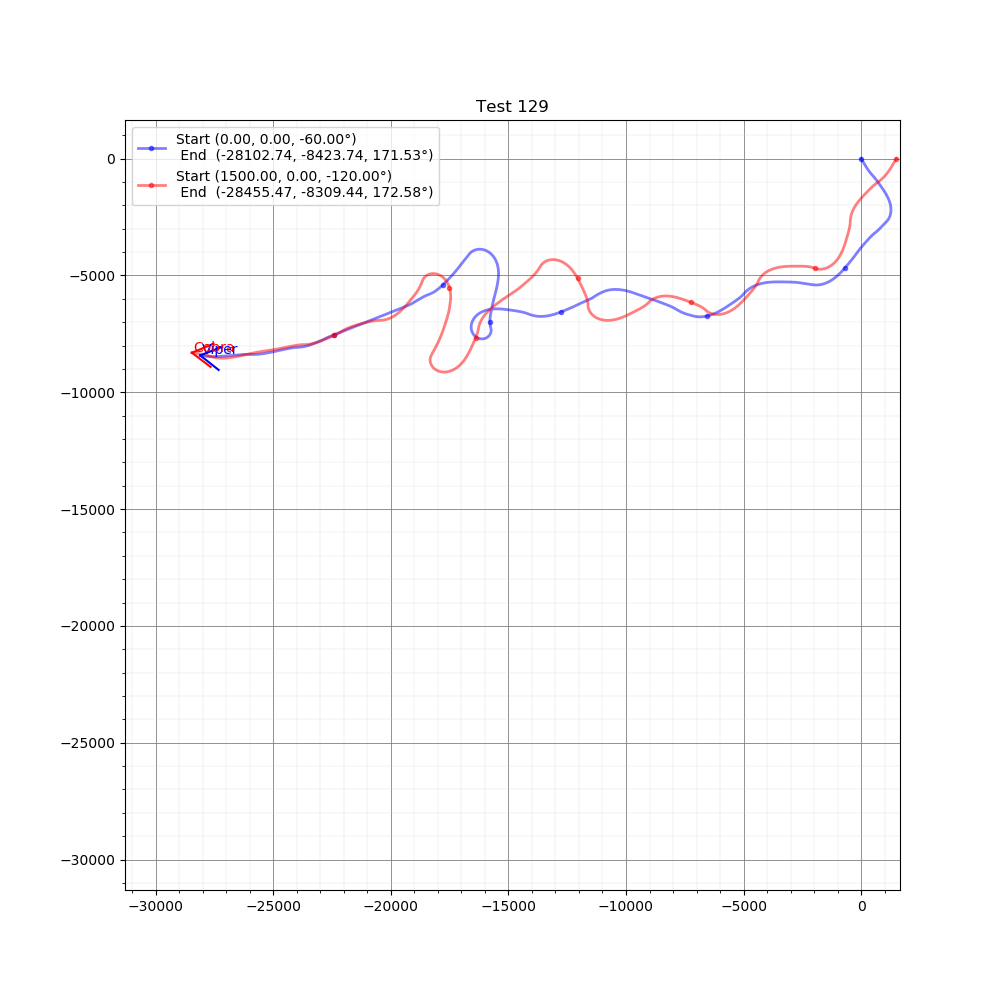 Test 129
Start (0.00, 0.00, -60.00°)
End  (-28102.74, -8423.74, 171.53°)
Start (1500.00, 0.00, -120.00°)
End  (-28455.47, -8309.44, 172.58°)
0
−5000
−10000
−15000
−20000
−25000
−30000
Cobra
Viper
−30000
−25000
−20000
−15000
−10000
−5000
0